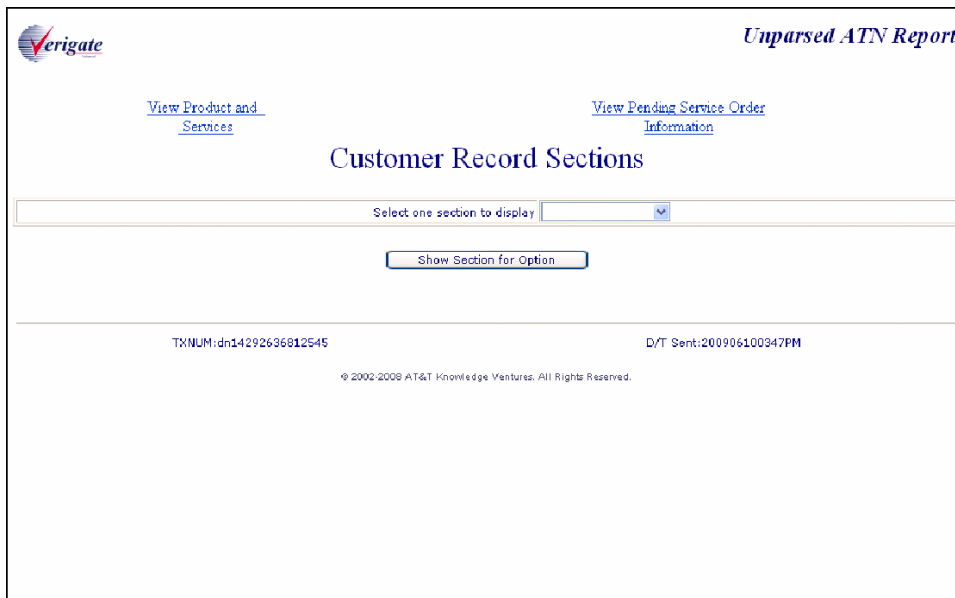 Verigate
Unparsed ATN Report
View Product and
Services
View Pending Service Order
Information
Customer Record Sections
Select one section to display
Show Section for Option
TXNUM:dn14292636812545
D/T Sent:200906100347PM
© 2002-2008 AT&T Knowledge Ventures. All Rights Reserved.